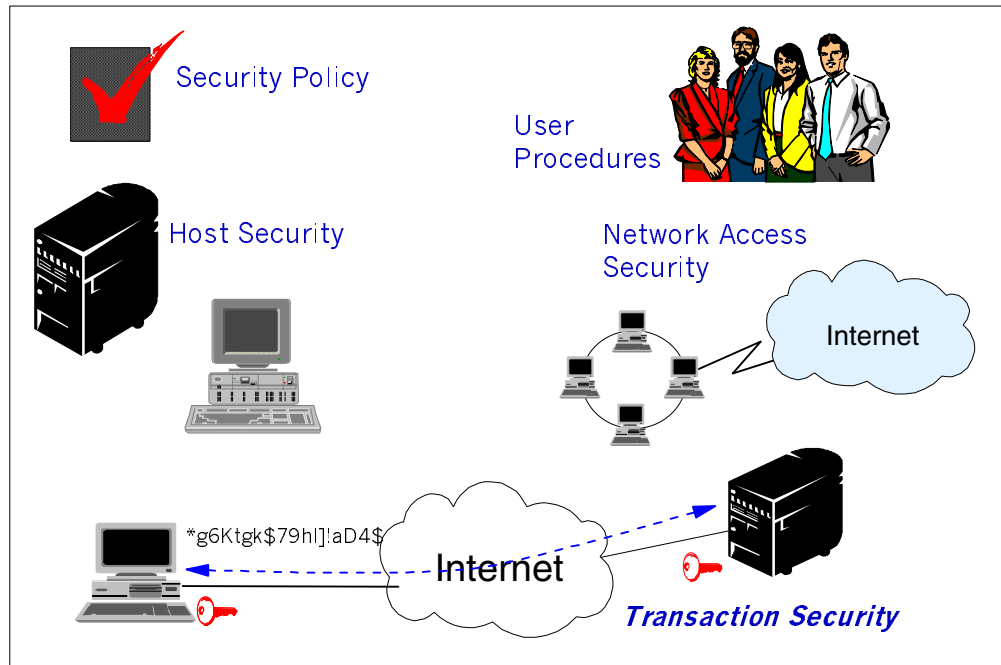 Security Policy
User
Procedures
Host Security
Network Access
Security
Internet
*g6Ktgk$79hl]!aD4$
Internet
Transaction Security